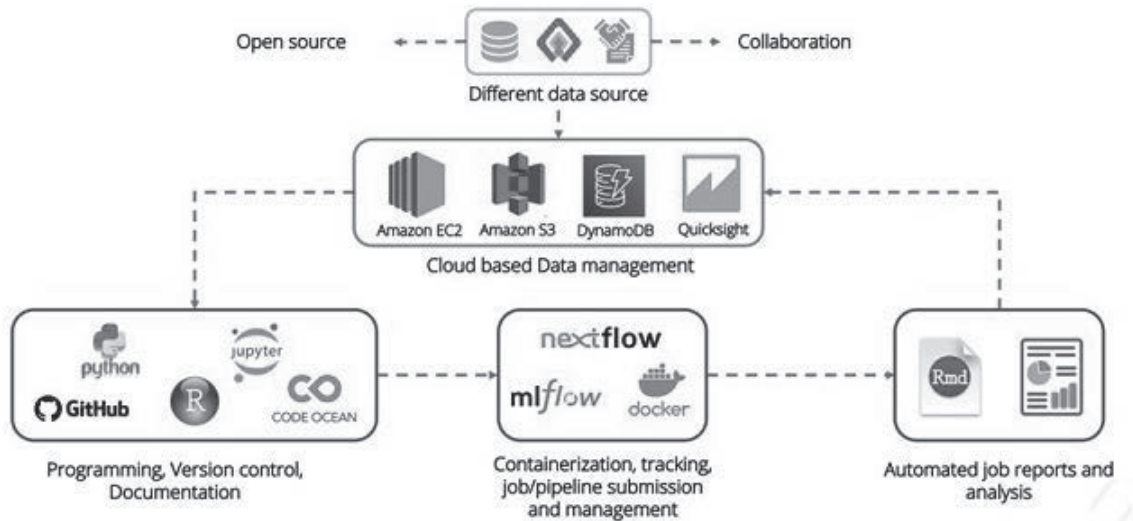 Open source
Collaboration
Different data source
Amazon EC2
Amazon S3
DynamoDB
Quicksight
Cloud based Data management
python
jupyter
GitHub
R
CODE OCEAN
nextflow
mlflow
docker
Rmd
Programming, Version control,
Documentation
Containerization, tracking,
job/pipeline submission
and management
Automated job reports and
analysis